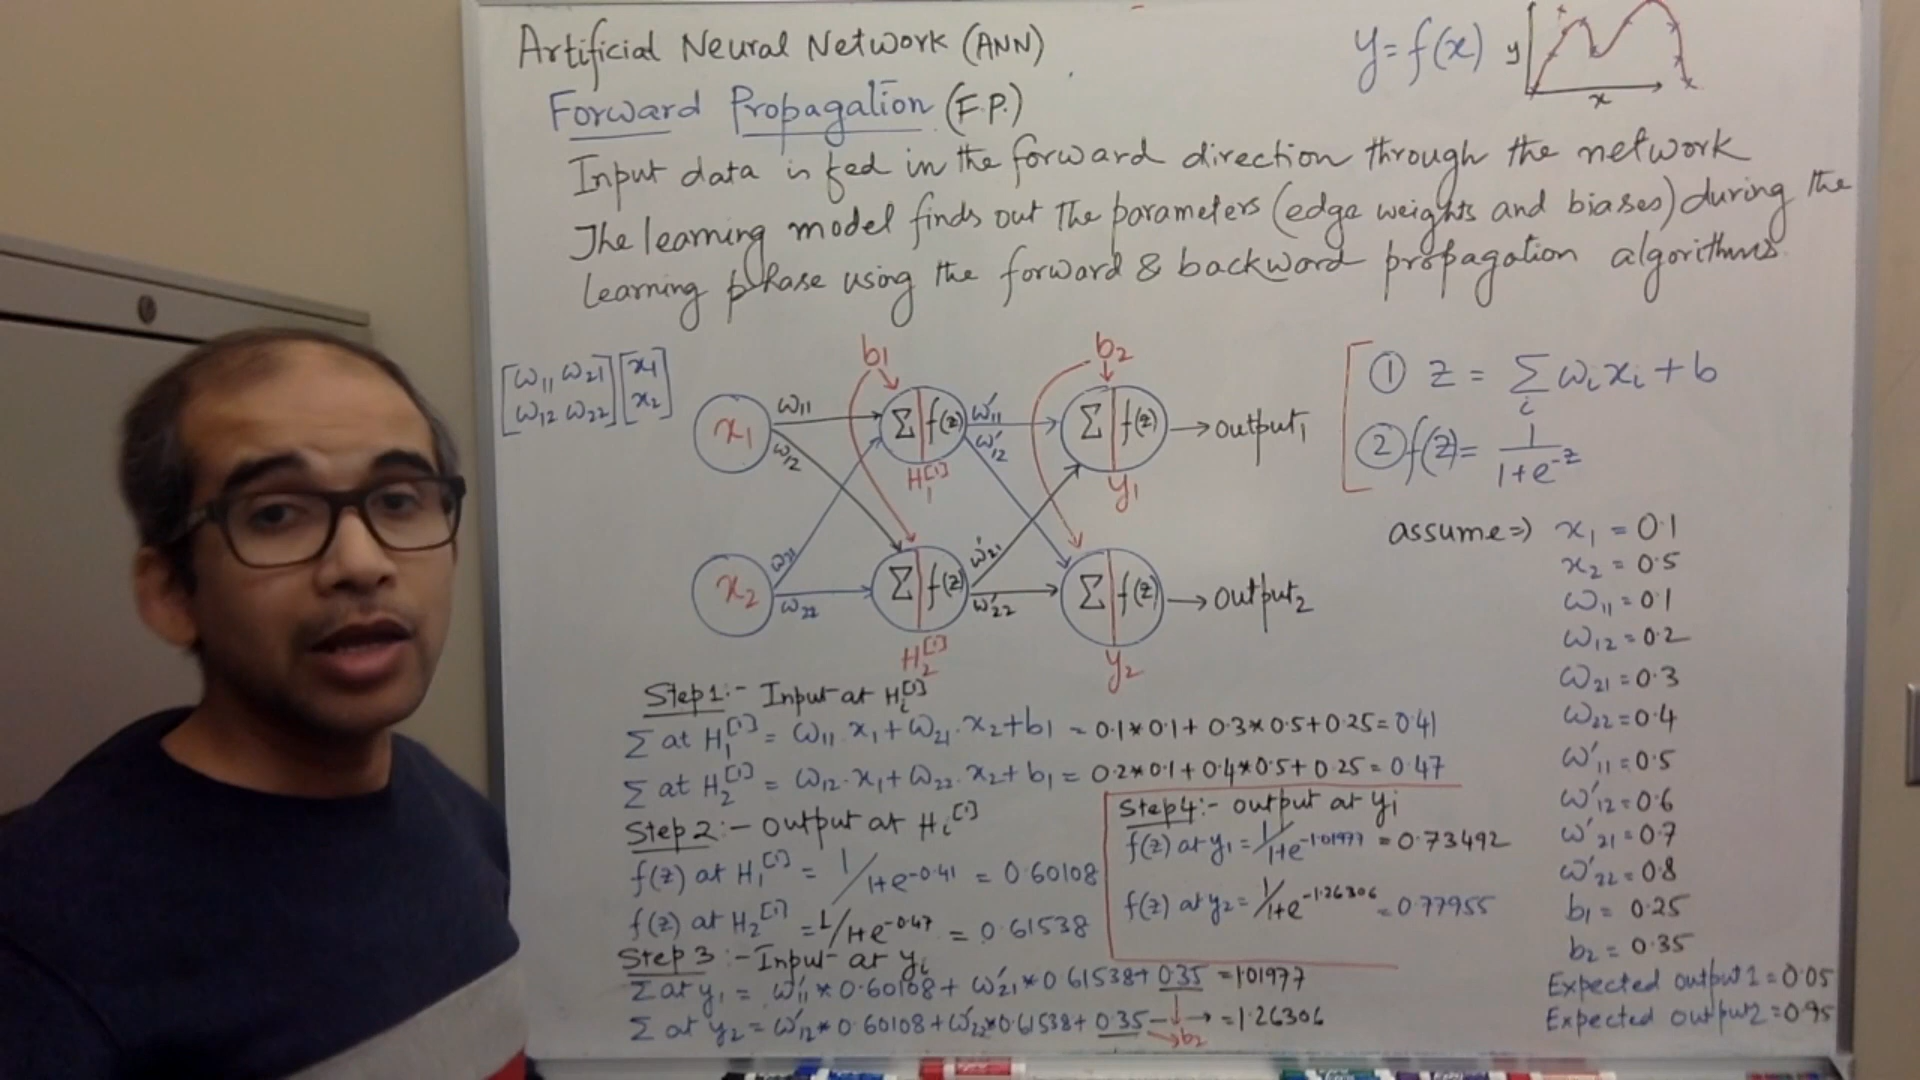 Artificial Neural Network (ANN)
y = f(x)
y
x
Forward Propagation (F.P.)
Input data is fed in the forward direction through the network
The learning model finds out the parameters (edge weights and biases) during the
learning phase using the forward & backward propagation algorithms.
[ω11 ω21] [x1]
[ω12 ω22] [x2]
b1
b2
x1
ω11
ω12
Σ f(z)
H1[1]
ω'11
ω'12
Σ f(z)
y1
→ output1
x2
ω21
ω22
Σ f(z)
H2[1]
ω'21
ω'22
Σ f(z)
y2
→ output2
① z = Σi ωixi + b
② f(z) = 1/(1+e^-z)
assume ⇒ x1 = 0.1
x2 = 0.5
ω11 = 0.1
ω12 = 0.2
ω21 = 0.3
ω22 = 0.4
ω'11 = 0.5
ω'12 = 0.6
ω'21 = 0.7
ω'22 = 0.8
b1 = 0.25
b2 = 0.35
Expected output1 = 0.05
Expected output2 = 0.95
Step 1:- Input at Hi[1]
Σ at H1[1] = ω11.x1 + ω21.x2 + b1 = 0.1*0.1 + 0.3*0.5 + 0.25 = 0.41
Σ at H2[1] = ω12.x1 + ω22.x2 + b1 = 0.2*0.1 + 0.4*0.5 + 0.25 = 0.47
Step 2:- Output at Hi[1]
f(z) at H1[1] = 1/1+e^-0.41 = 0.60108
f(z) at H2[1] = 1/1+e^-0.47 = 0.61538
Step 3:- Input at yi
Σ at y1 = ω'11*0.60108 + ω'21*0.61538 + 0.35 = 1.01977
Σ at y2 = ω'12*0.60108 + ω'22*0.61538 + 0.35 → = 1.26306
b2
Step 4:- output at yi
f(z) at y1 = 1/1+e^-1.01977 = 0.73492
f(z) at y2 = 1/1+e^-1.26306 = 0.77955